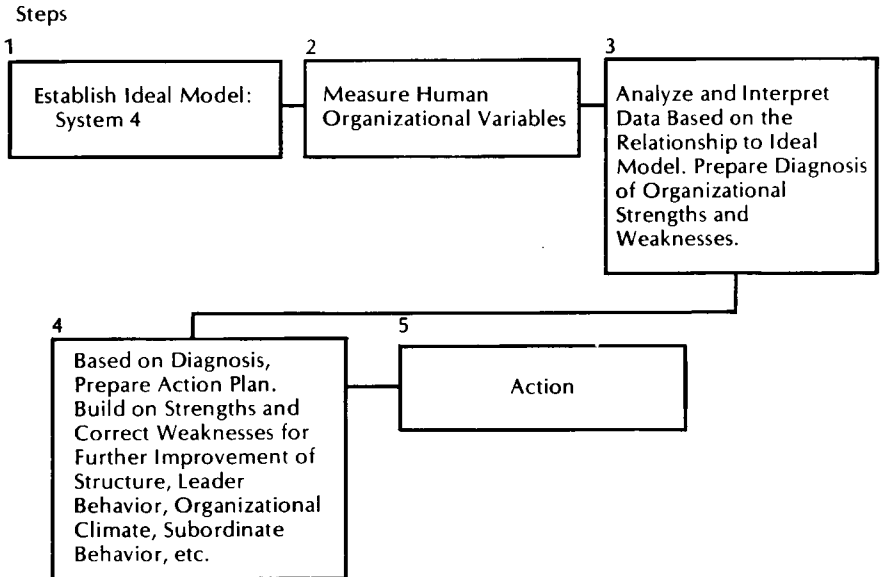 Steps
1
Establish Ideal Model:
System 4
2
Measure Human
Organizational Variables
3
Analyze and Interpret
Data Based on the
Relationship to Ideal
Model. Prepare Diagnosis
of Organizational
Strengths and
Weaknesses.
4
Based on Diagnosis,
Prepare Action Plan.
Build on Strengths and
Correct Weaknesses for
Further Improvement of
Structure, Leader
Behavior, Organizational
Climate, Subordinate
Behavior, etc.
5
Action